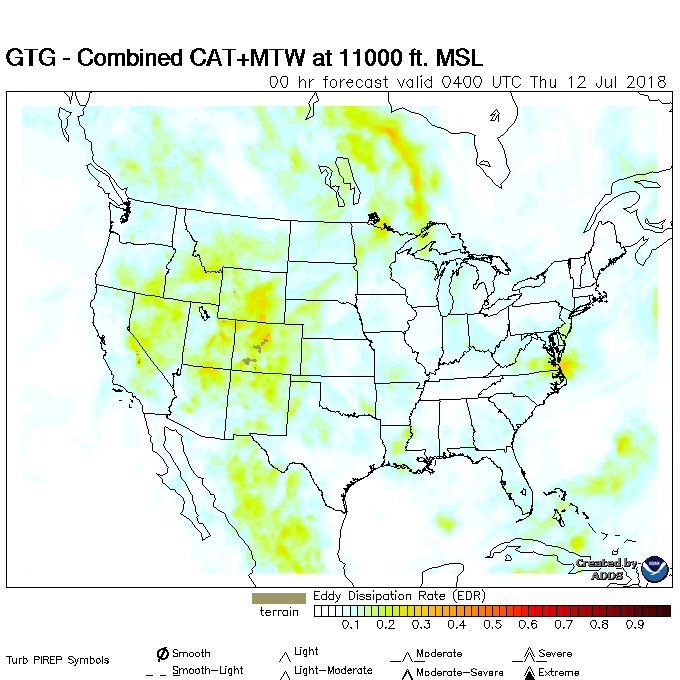 GTG - Combined CAT+MTW at 11000 ft. MSL
00 hr forecast valid 0400 UTC Thu 12 Jul 2018
Created by
ADDS
Eddy Dissipation Rate (EDR)
terrain
0.1 0.2 0.3 0.4 0.5 0.6 0.7 0.8 0.9
Turb PIREP Symbols
Smooth Light Moderate Severe
Smooth-Light Light-Moderate Moderate-Severe Extreme